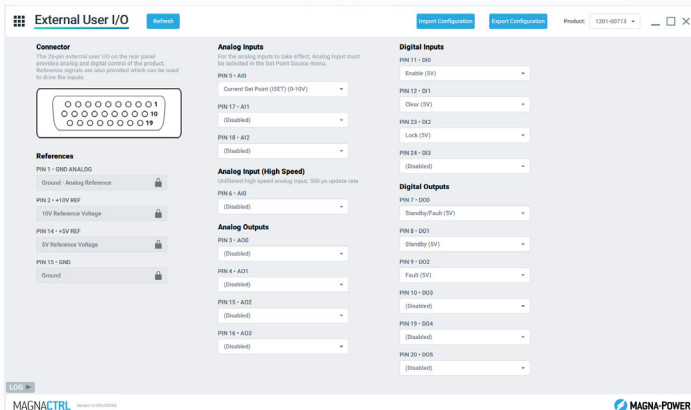 External User I/O
Refresh
Import Configuration
Export Configuration
Product:
1201-00713
Connector
The 26-pin external user I/O on the rear panel
provides analog and digital control of the product.
Reference signals are also provided which can be used
to drive the inputs.
1
10
19
References
PIN 1 • GND ANALOG
Ground - Analog Reference
PIN 2 • +10V REF
10V Reference Voltage
PIN 14 • +5V REF
5V Reference Voltage
PIN 15 • GND
Ground
Analog Inputs
For the analog inputs to take effect, Analog Input must
be selected in the Set Point Source menu.
PIN 5 • AI0
Current Set Point (ISET) (0-10V)
PIN 17 • AI1
(Disabled)
PIN 18 • AI2
(Disabled)
Analog Input (High Speed)
Unfiltered high speed analog input, 500 µs update rate
PIN 6 • AI0
(Disabled)
Analog Outputs
PIN 3 • AO0
(Disabled)
PIN 4 • AO1
(Disabled)
PIN 15 • AO2
(Disabled)
PIN 16 • AO3
(Disabled)
Digital Inputs
PIN 11 • DI0
Enable (5V)
PIN 12 • DI1
Clear (5V)
PIN 23 • DI2
Lock (5V)
PIN 24 • DI3
(Disabled)
Digital Outputs
PIN 7 • DO0
Standby/Fault (5V)
PIN 8 • DO1
Standby (5V)
PIN 9 • DO2
Fault (5V)
PIN 10 • DO3
(Disabled)
PIN 19 • DO4
(Disabled)
PIN 20 • DO5
(Disabled)
LOG
MAGNACTRL
MAGNA-POWER